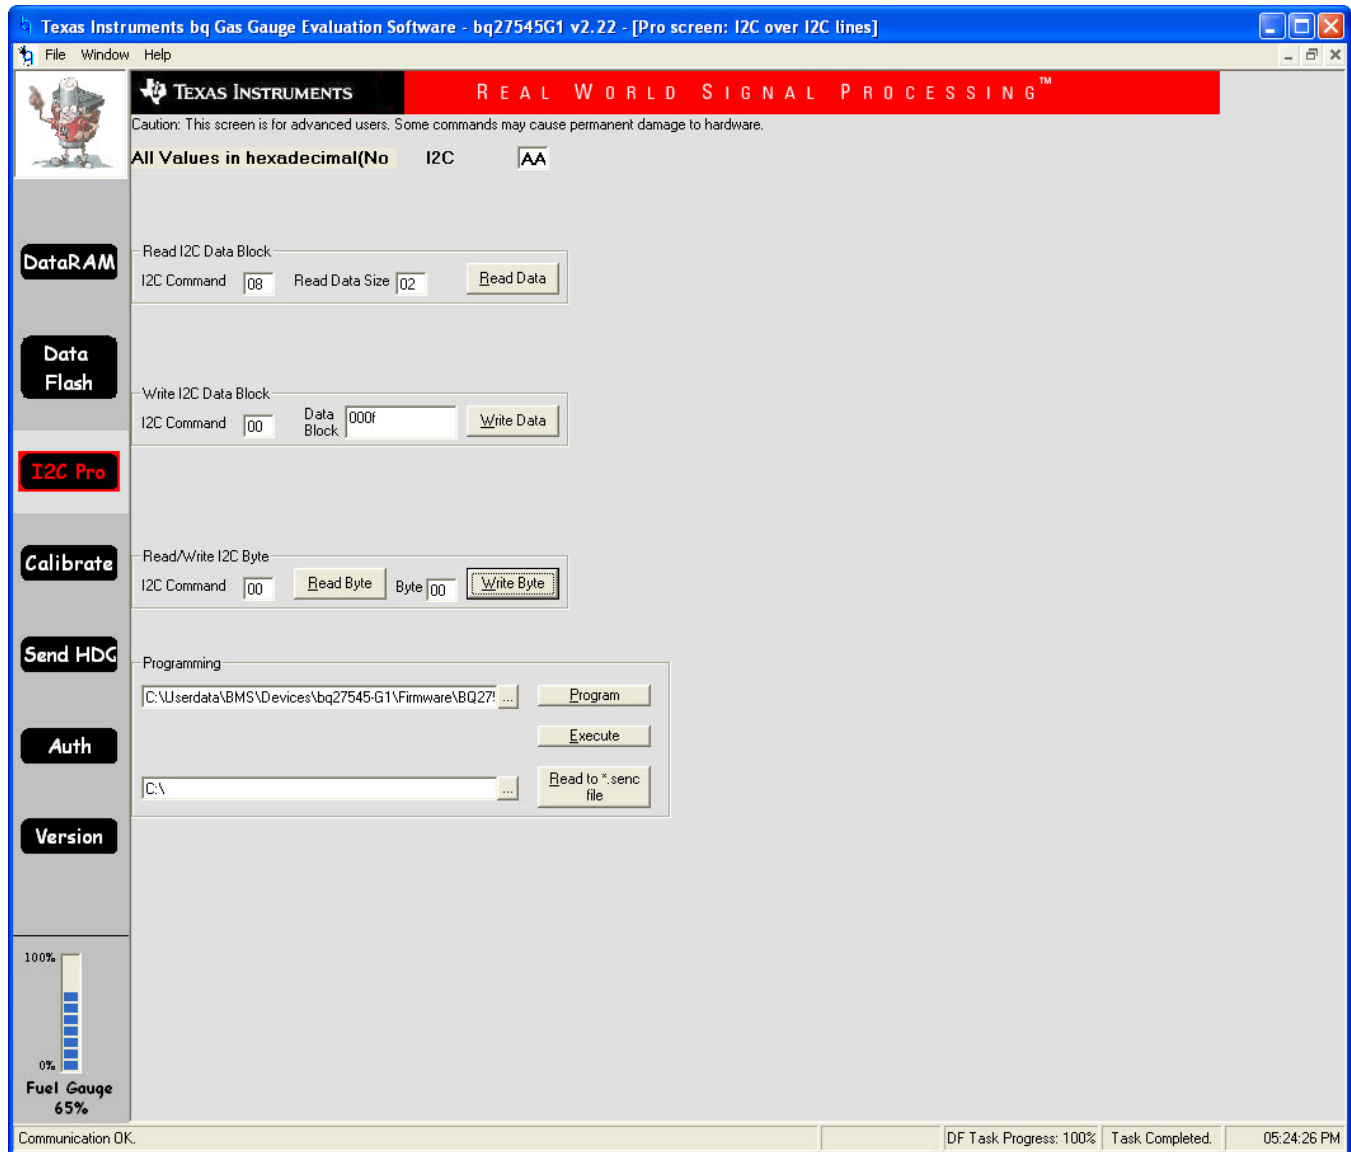 Texas Instruments bq Gas Gauge Evaluation Software - bq27545G1 v2.22 - [Pro screen: I2C over I2C lines]
File Window Help
TEXAS INSTRUMENTS REAL WORLD SIGNAL PROCESSING™
Caution: This screen is for advanced users. Some commands may cause permanent damage to hardware.
All Values in hexadecimal(No I2C AA
DataRAM
Read I2C Data Block
I2C Command 08 Read Data Size 02 Read Data
Data
Flash
Write I2C Data Block
I2C Command 00 Data Block 000f Write Data
I2C Pro
Calibrate
Read/Write I2C Byte
I2C Command 00 Read Byte Byte 00 Write Byte
Send HDG
Programming
C:\Userdata\BMS\Devices\bq27545-G1\Firmware\BQ27! ... Program
Execute
Auth
C:\ ... Read to *.senc
file
Version
100%
0%
Fuel Gauge
65%
Communication OK. DF Task Progress: 100% Task Completed. 05:24:26 PM